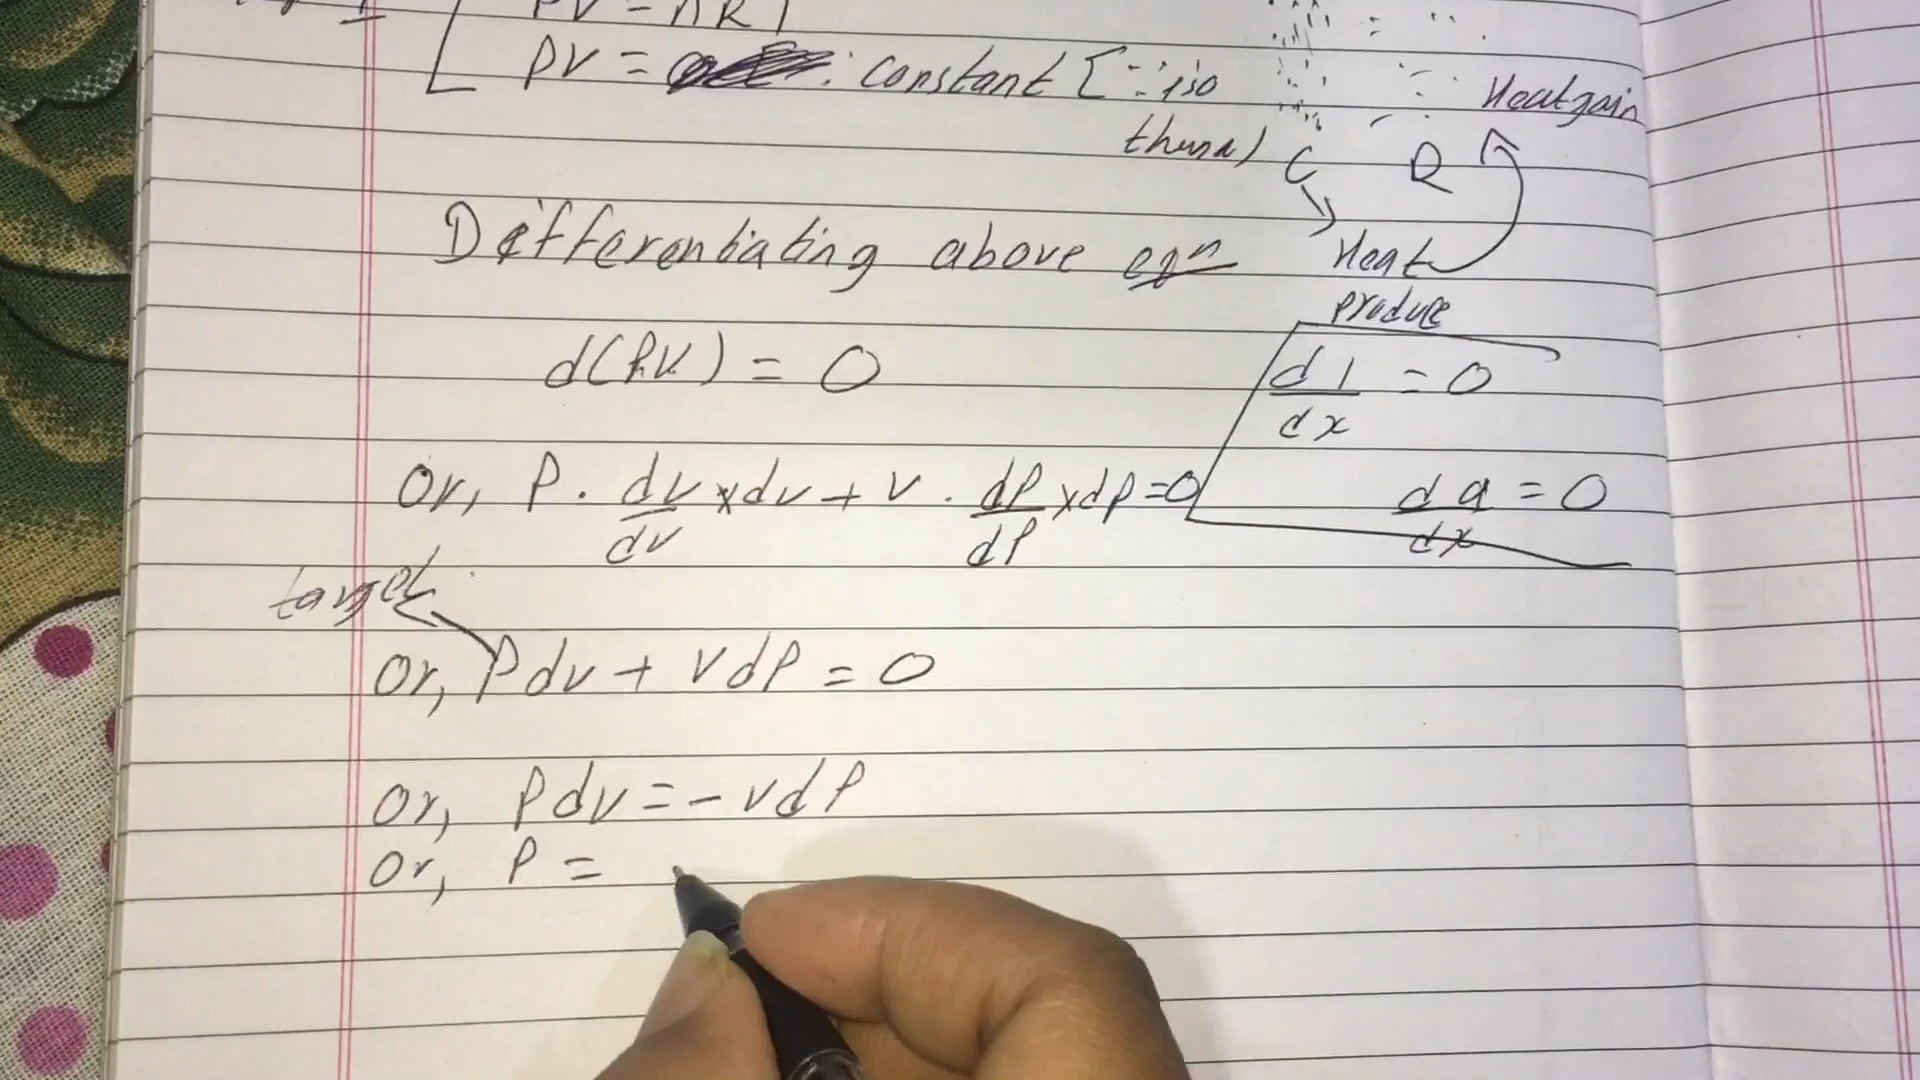 PV = nRT
PV = : constant [∵ iso
thermal)
Heat gain
C R
Heat
produce
Differentiating above eqn
d(P.V.) = 0
d1/dx = 0
Or, P. dv/dv x dv + v. dP/dP x dp = 0
da/dx = 0
target
Or, Pdv + VdP = 0
Or, Pdv = - vdP
Or, P =